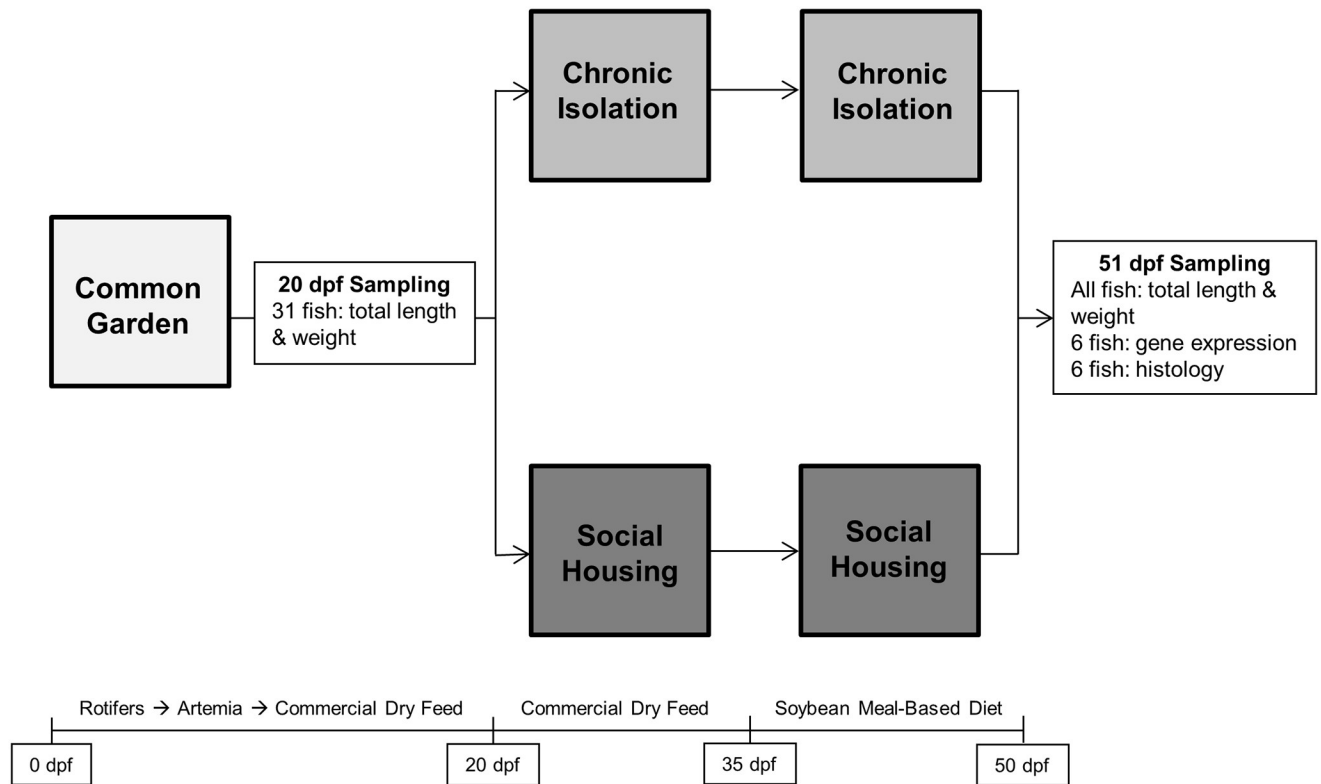 Common
Garden
20 dpf Sampling
31 fish: total length
& weight
Chronic
Isolation
Chronic
Isolation
Social
Housing
Social
Housing
51 dpf Sampling
All fish: total length &
weight
6 fish: gene expression
6 fish: histology
Rotifers → Artemia → Commercial Dry Feed
Commercial Dry Feed
Soybean Meal-Based Diet
0 dpf
20 dpf
35 dpf
50 dpf